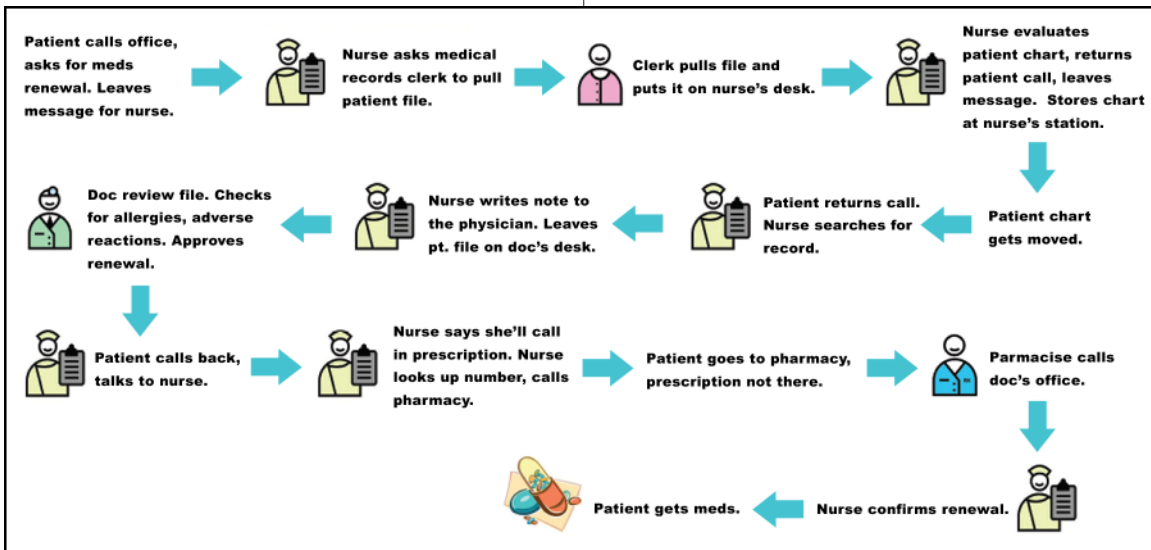 Patient calls office,
asks for meds
renewal. Leaves
message for nurse.
Nurse asks medical
records clerk to pull
patient file.
Clerk pulls file and
puts it on nurse’s desk.
Nurse evaluates
patient chart, returns
patient call, leaves
message. Stores chart
at nurse’s station.
Patient chart
gets moved.
Patient returns call.
Nurse searches for
record.
Nurse writes note to
the physician. Leaves
pt. file on doc’s desk.
Doc review file. Checks
for allergies, adverse
reactions. Approves
renewal.
Patient calls back,
talks to nurse.
Nurse says she’ll call
in prescription. Nurse
looks up number, calls
pharmacy.
Patient goes to pharmacy,
prescription not there.
Parmacise calls
doc’s office.
Nurse confirms renewal.
Patient gets meds.